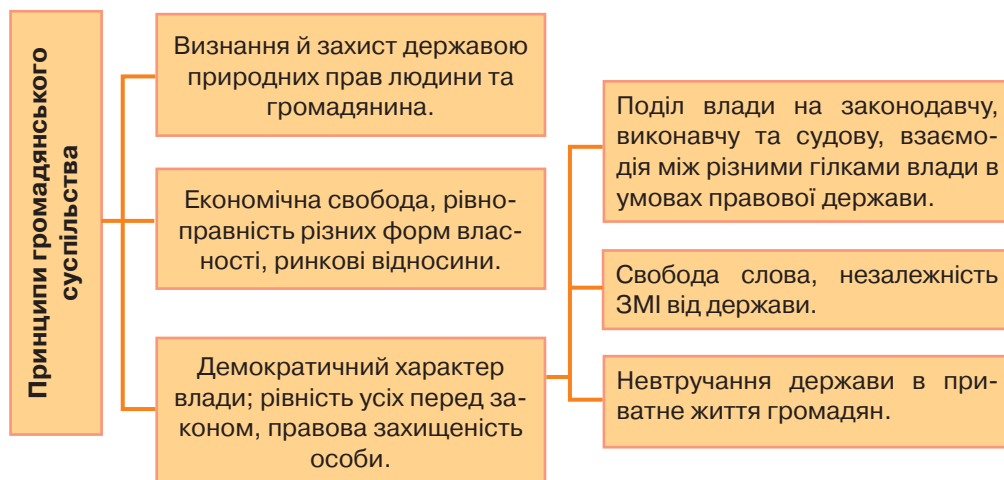 Принципи громадянського
суспільства
Визнання й захист державою
природних прав людини та
громадянина.
Економічна свобода, рівно-
правність різних форм влас-
ності, ринкові відносини.
Демократичний характер
влади; рівність усіх перед за-
коном, правова захищеність
особи.
Поділ влади на законодавчу,
виконавчу та судову, взаємо-
дія між різними гілками влади в
умовах правової держави.
Свобода слова, незалежність
ЗМІ від держави.
Невтручання держави в при-
ватне життя громадян.